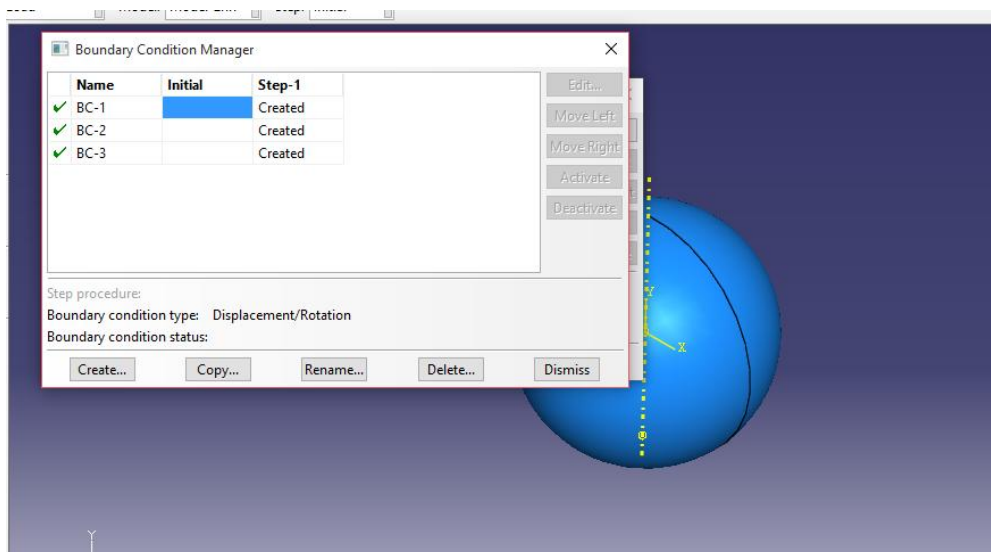 Boundary Condition Manager
Name Initial Step-1
BC-1 Created
BC-2 Created
BC-3 Created
Edit...
Move Left
Move Right
Activate
Deactivate
Step procedure:
Boundary condition type: Displacement/Rotation
Boundary condition status:
Create... Copy... Rename... Delete... Dismiss
Y
X
Y